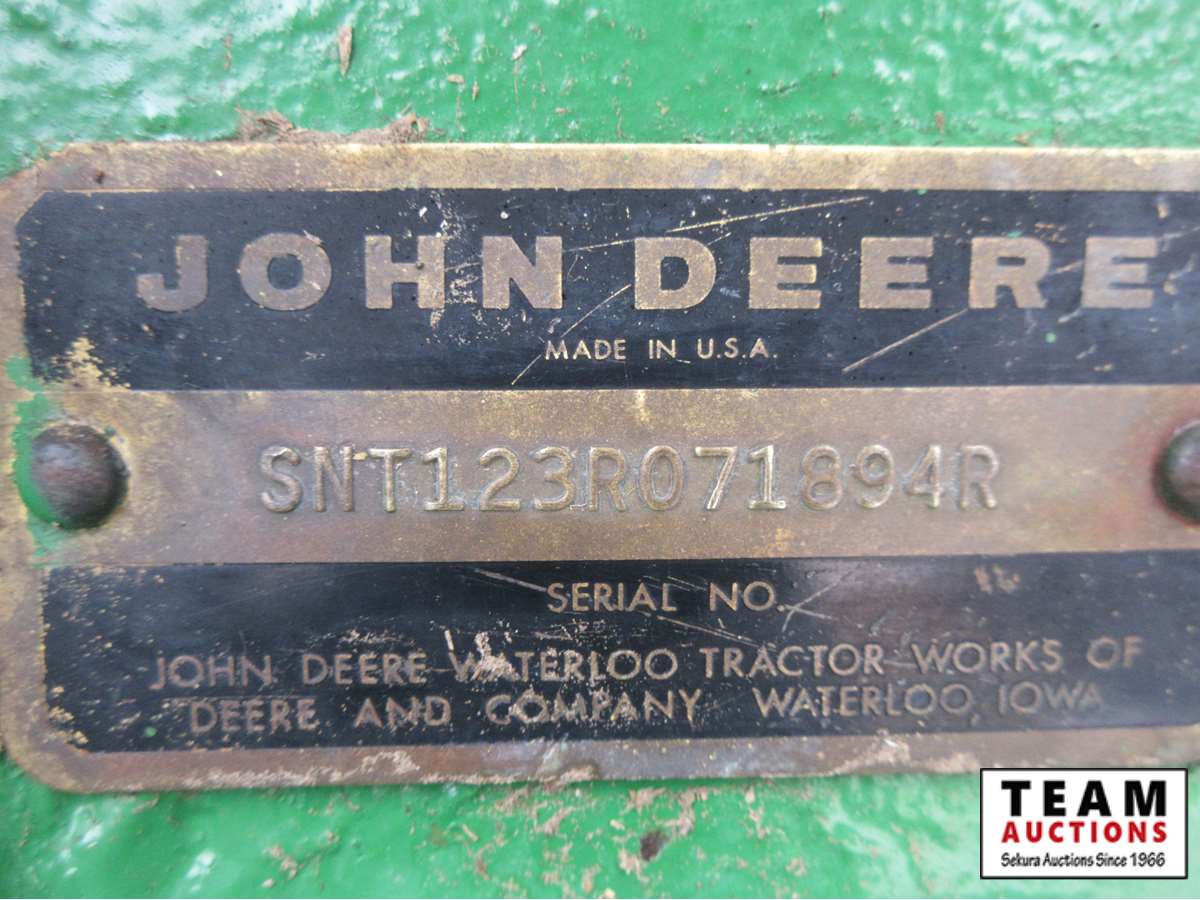 JOHN DEERE
MADE IN U.S.A.
SNT123R071894R
SERIAL NO.
JOHN DEERE WATERLOO TRACTOR WORKS OF
DEERE AND COMPANY WATERLOO, IOWA
TEAM
AUCTIONS
Sekura Auctions Since 1966